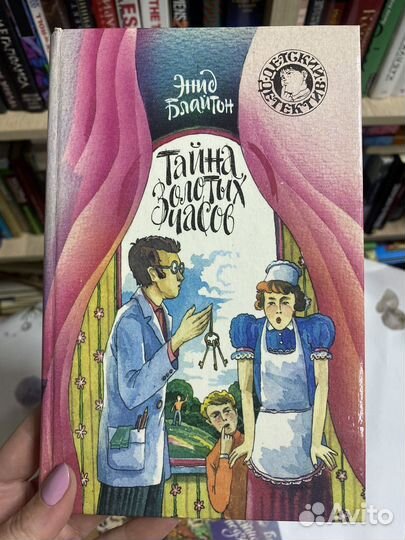 Энид
Блайтон
ДЕТСКИЙ
ДЕТЕКТИВ
Тайна
золотых
часов
Avito